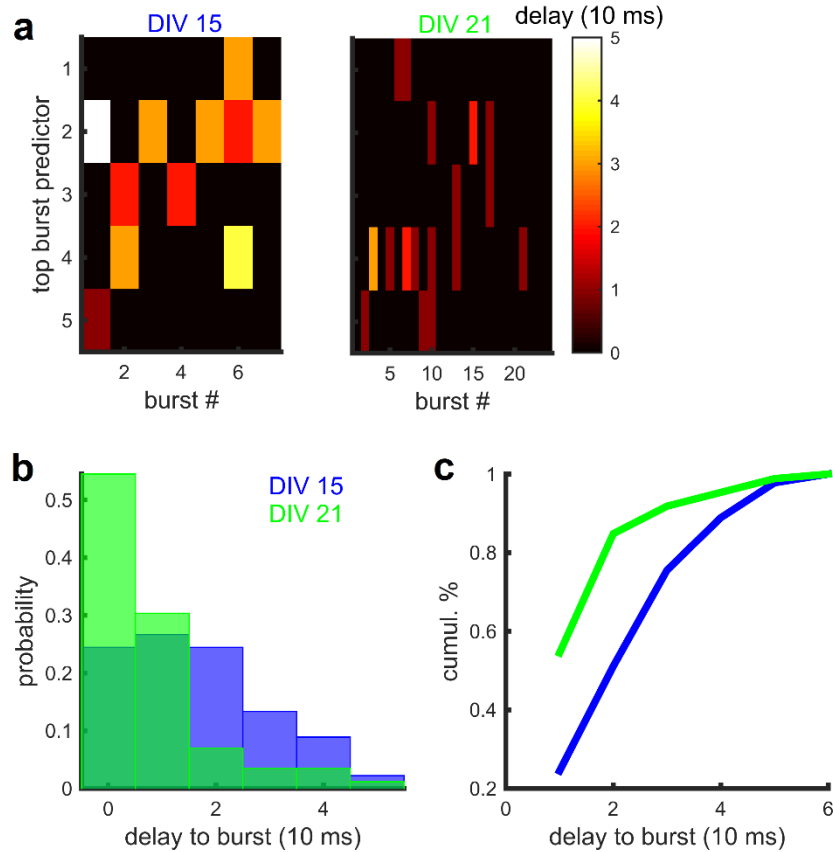 a
DIV 15
DIV 21
delay (10 ms)
top burst predictor
1
2
3
4
5
2 4 6
burst #
5 10 15 20
burst #
5
4
3
2
1
0
b
DIV 15
DIV 21
probability
0.5
0.4
0.3
0.2
0.1
0
0 2 4
delay to burst (10 ms)
c
cumul. %
1
0.8
0.6
0.4
0.2
0 2 4 6
delay to burst (10 ms)